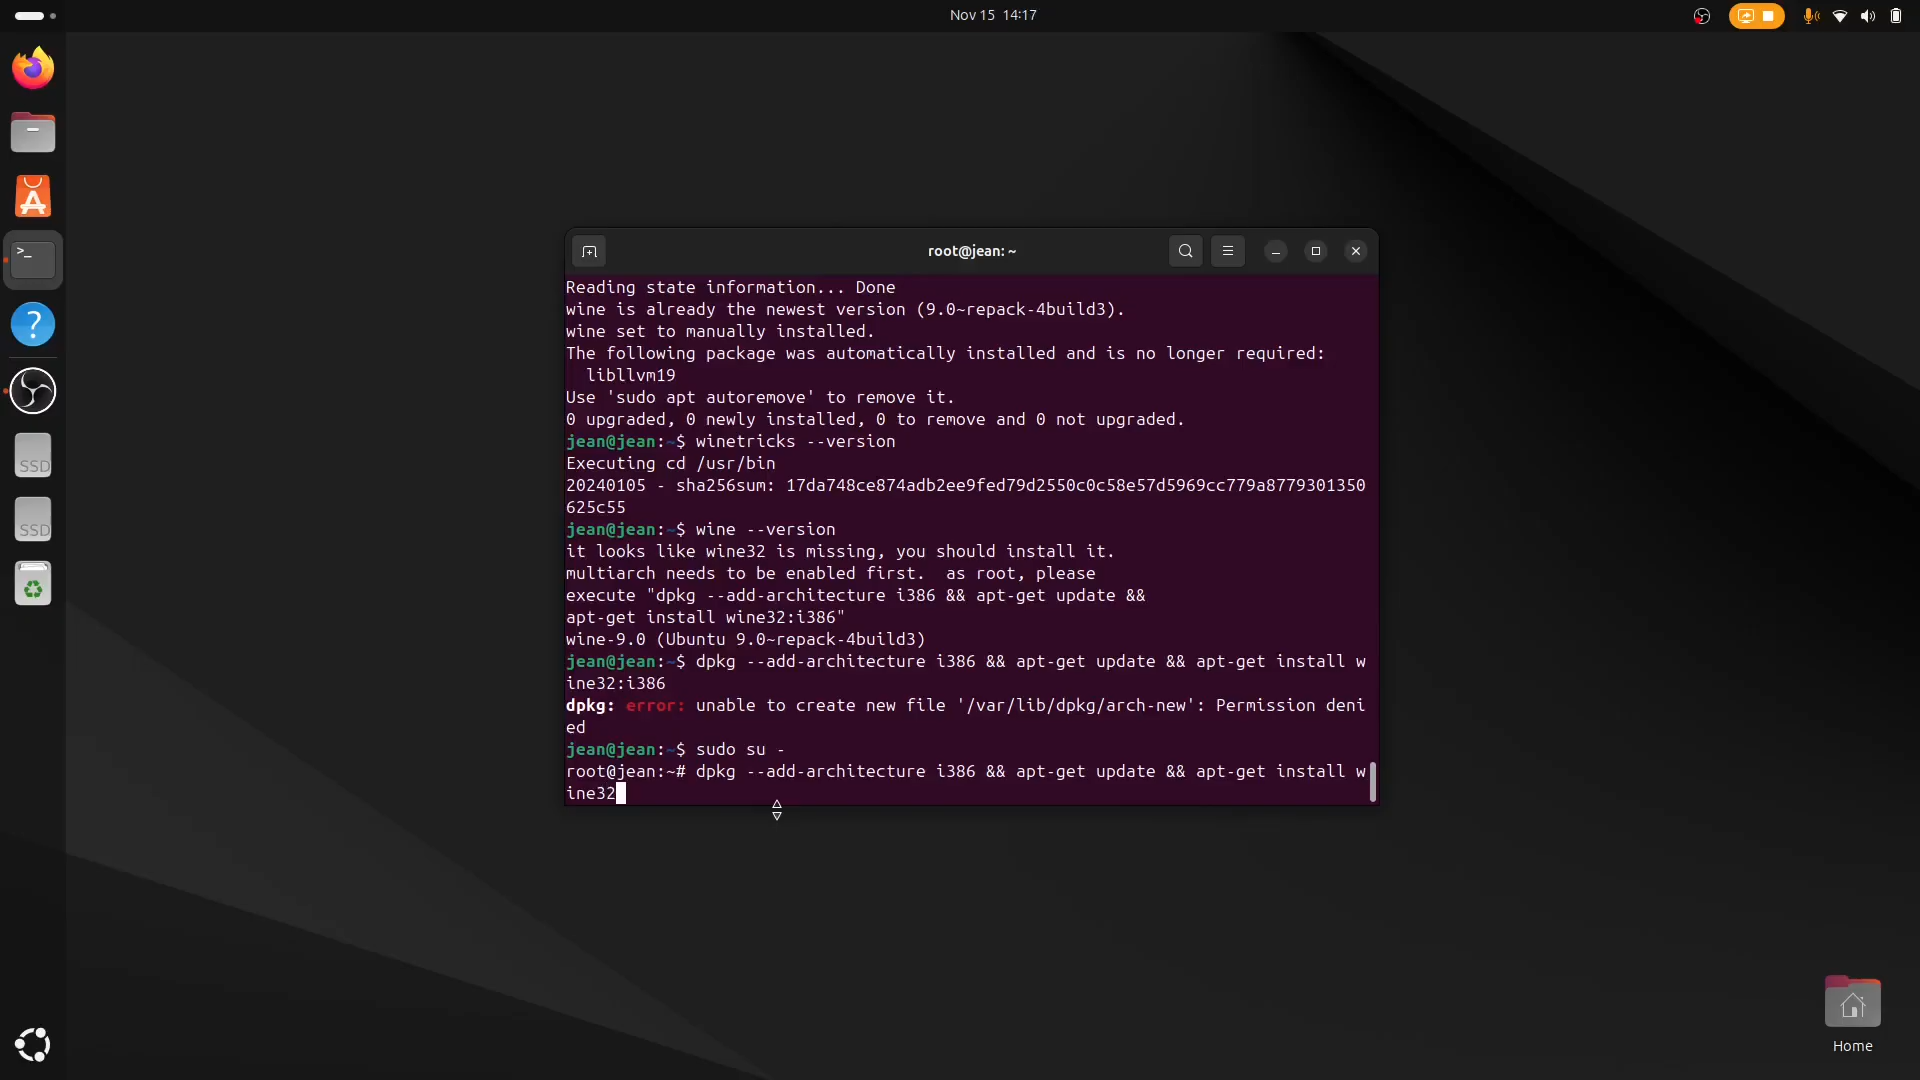 Nov 15 14:17
root@jean: ~
Reading state information... Done
wine is already the newest version (9.0~repack-4build3).
wine set to manually installed.
The following package was automatically installed and is no longer required:
  libllvm19
Use 'sudo apt autoremove' to remove it.
0 upgraded, 0 newly installed, 0 to remove and 0 not upgraded.
jean@jean:~$ winetricks --version
Executing cd /usr/bin
20240105 - sha256sum: 17da748ce874adb2ee9fed79d2550c0c58e57d5969cc779a8779301350
625c55
jean@jean:~$ wine --version
it looks like wine32 is missing, you should install it.
multiarch needs to be enabled first.  as root, please
execute "dpkg --add-architecture i386 && apt-get update &&
apt-get install wine32:i386"
wine-9.0 (Ubuntu 9.0~repack-4build3)
jean@jean:~$ dpkg --add-architecture i386 && apt-get update && apt-get install w
ine32:i386
dpkg: error: unable to create new file '/var/lib/dpkg/arch-new': Permission deni
ed
jean@jean:~$ sudo su -
root@jean:~# dpkg --add-architecture i386 && apt-get update && apt-get install w
ine32
SSD
SSD
Home